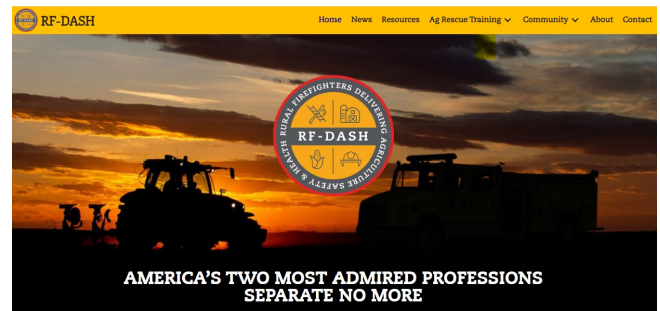 RF-DASH
Home News Resources Ag Rescue Training Community About Contact
RURAL FIREFIGHTERS DELIVERING AGRICULTURE SAFETY & HEALTH
RF-DASH
AMERICA'S TWO MOST ADMIRED PROFESSIONS
SEPARATE NO MORE